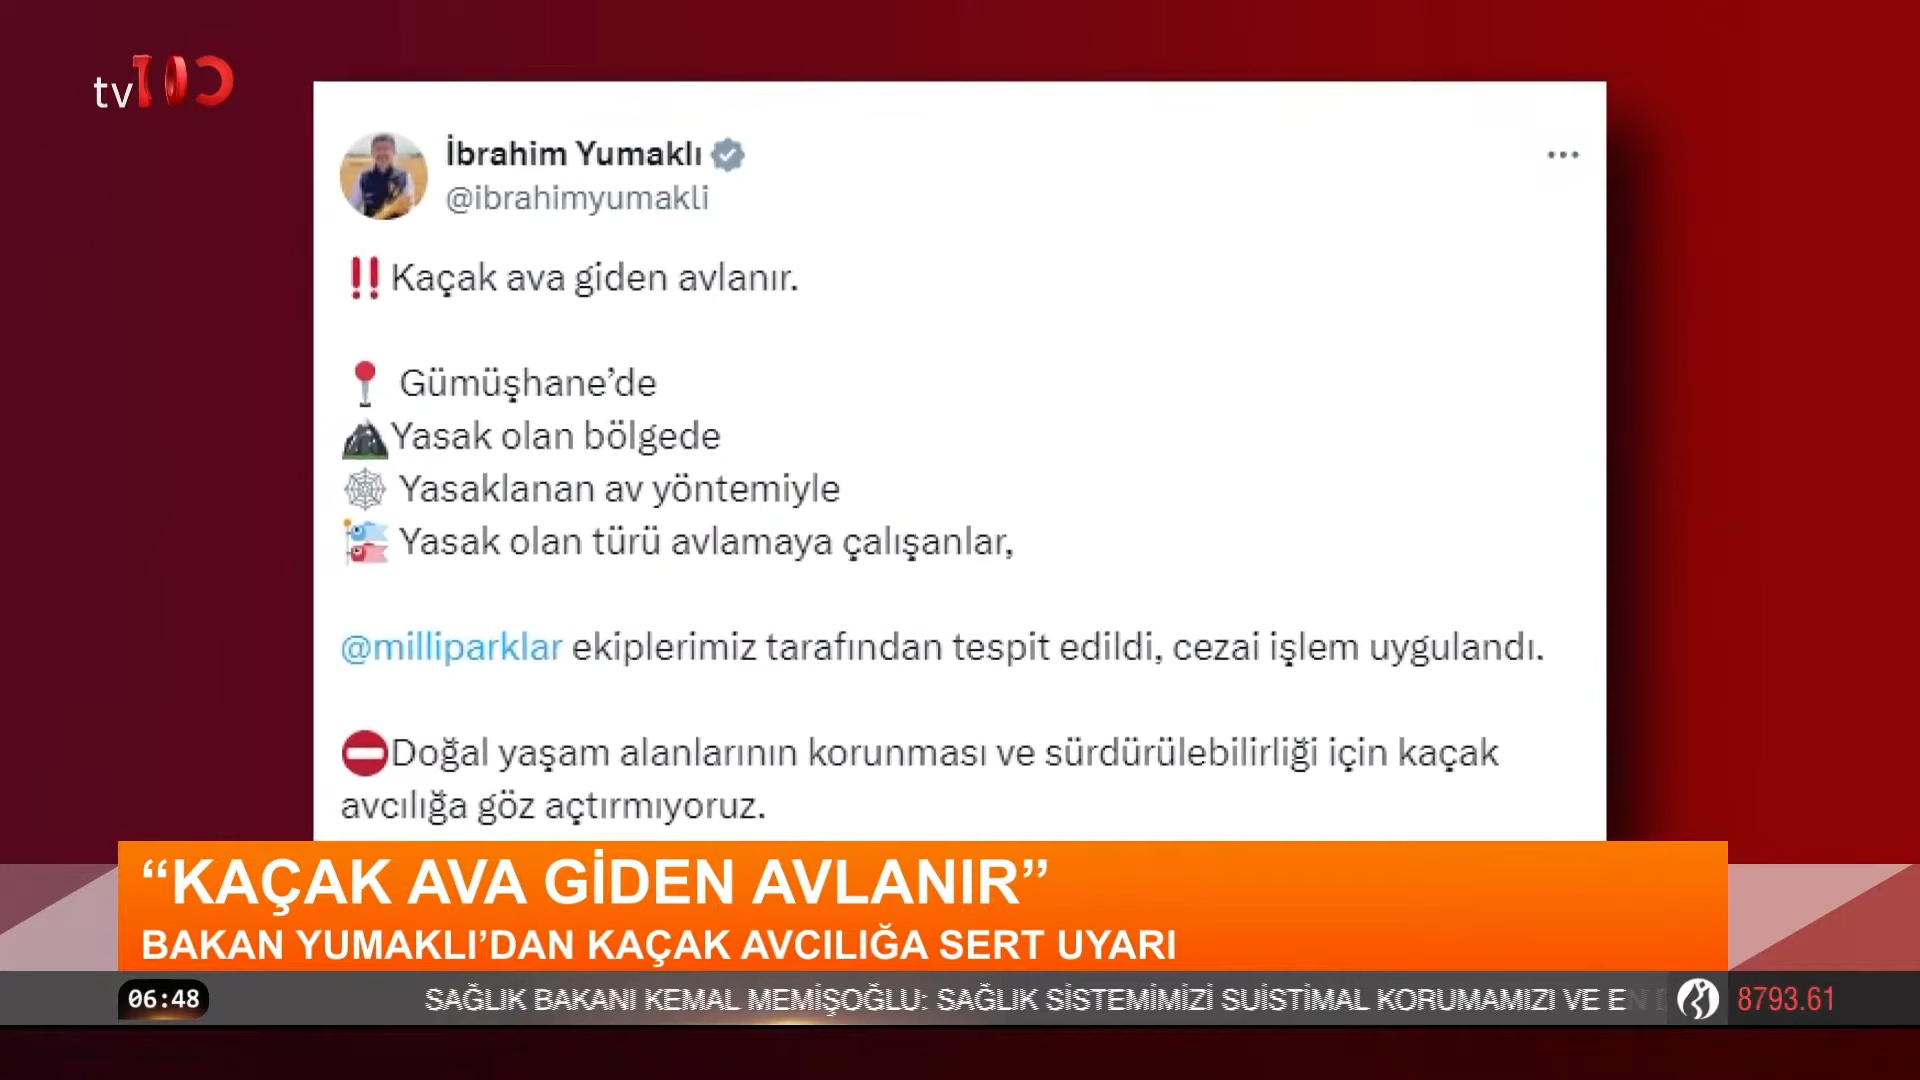 tv100
İbrahim Yumaklı
@ibrahimyumakli
‼️Kaçak ava giden avlanır.
📍 Gümüşhane’de
⛰️Yasak olan bölgede
🕸️ Yasaklanan av yöntemiyle
🎏 Yasak olan türü avlamaya çalışanlar,
@milliparklar ekiplerimiz tarafından tespit edildi, cezai işlem uygulandı.
⛔Doğal yaşam alanlarının korunması ve sürdürülebilirliği için kaçak
avcılığa göz açtırmıyoruz.
“KAÇAK AVA GİDEN AVLANIR”
BAKAN YUMAKLI’DAN KAÇAK AVCILIĞA SERT UYARI
06:48
SAĞLIK BAKANI KEMAL MEMİŞOĞLU: SAĞLIK SİSTEMİMİZİ SUİSTİMAL KORUMAMIZI VE EN
8793.61